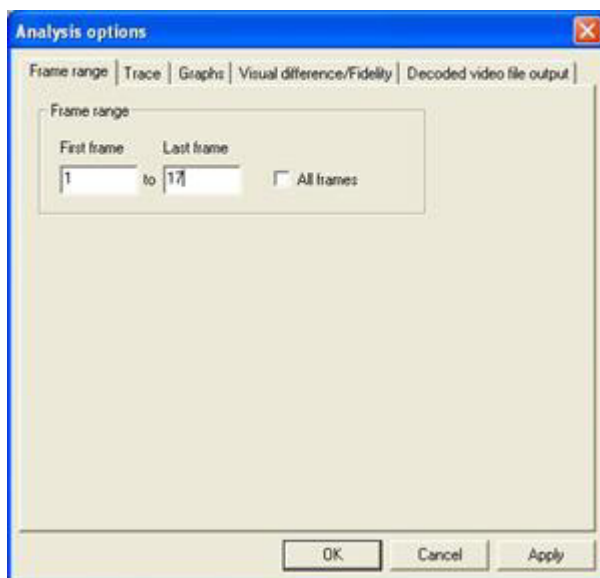 Analysis options
Frame range Trace Graphs Visual difference/Fidelity Decoded video file output
Frame range
First frame Last frame
1 to 17 All frames
OK Cancel Apply